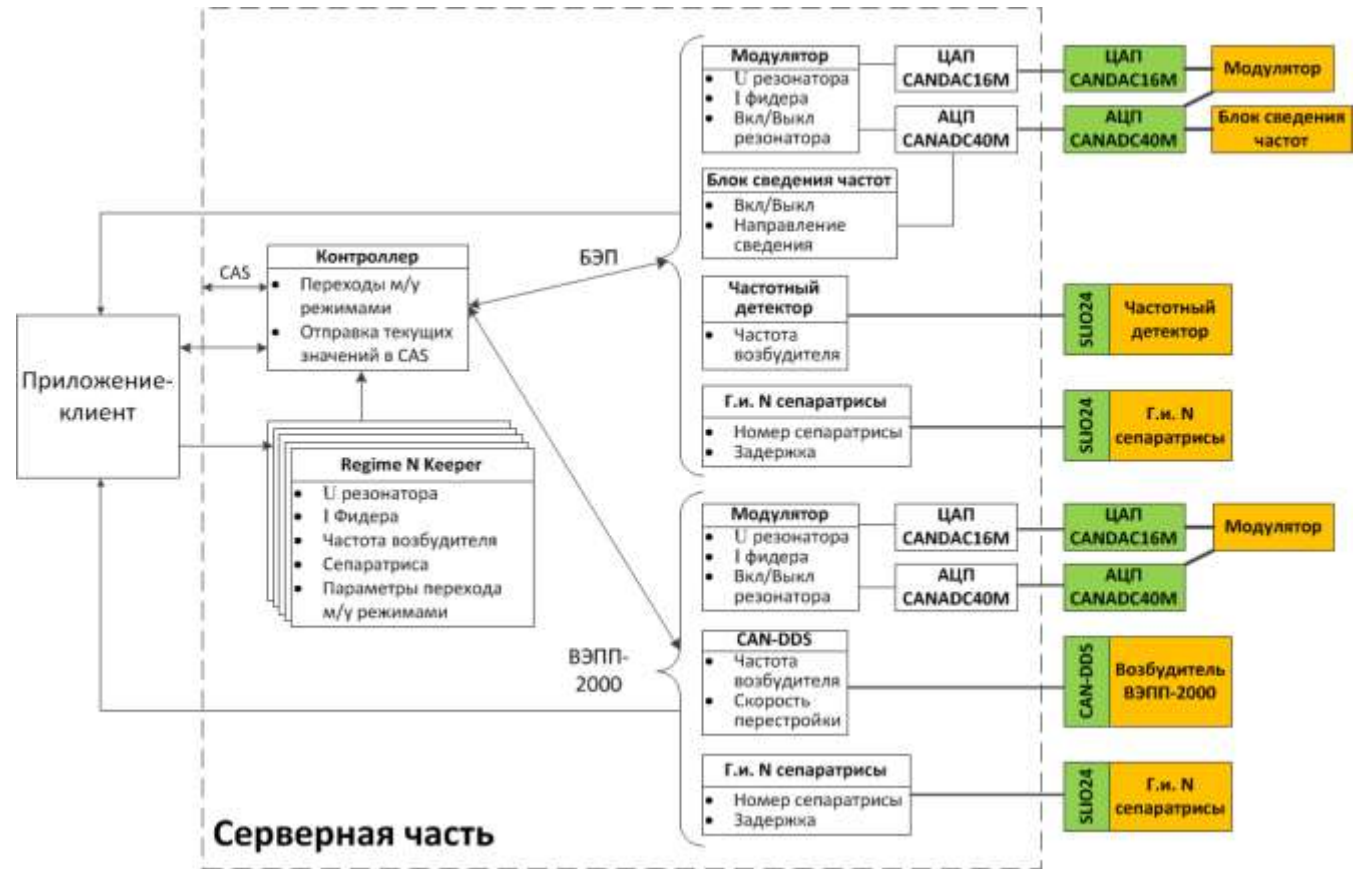 Модулятор
• U резонатора
• I фидера
• Вкл/Выкл
резонатора
ЦАП
CANDAC16M
АЦП
CANADC40M
ЦАП
CANDAC16M
АЦП
CANADC40M
Модулятор
Блок сведения
частот
Блок сведения частот
• Вкл/Выкл
• Направление
сведения
БЭП
CAS
Контроллер
• Переходы м/у
режимами
• Отправка текущих
значений в CAS
Частотный
детектор
• Частота
возбудителя
SLIO24
Частотный
детектор
Приложение-
клиент
Г.и. N сепаратрисы
• Номер сепаратрисы
• Задержка
SLIO24
Г.и. N
сепаратрисы
Regime N Keeper
• U резонатора
• I Фидера
• Частота возбудителя
• Сепаратриса
• Параметры перехода
м/у режимами
Модулятор
• U резонатора
• I фидера
• Вкл/Выкл
резонатора
ЦАП
CANDAC16M
АЦП
CANADC40M
ЦАП
CANDAC16M
АЦП
CANADC40M
Модулятор
ВЭПП-
2000
CAN-DDS
• Частота
возбудителя
• Скорость
перестройки
CAN-DDS
Возбудитель
ВЭПП-2000
Г.и. N сепаратрисы
• Номер сепаратрисы
• Задержка
SLIO24
Г.и. N
сепаратрисы
Серверная часть